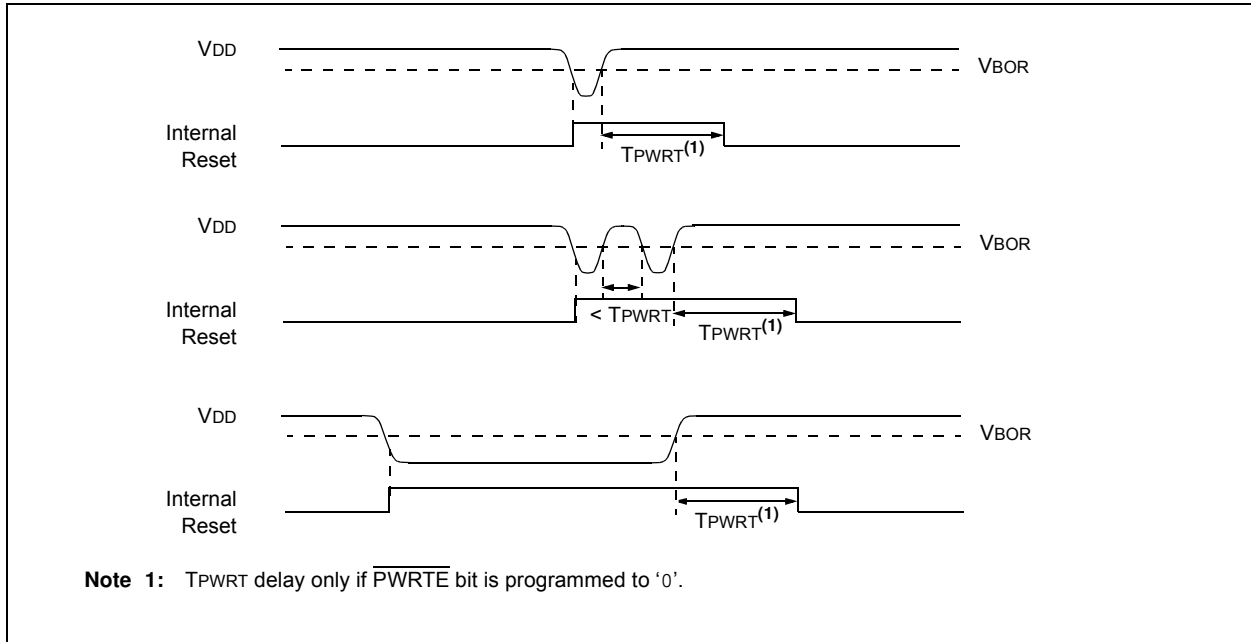 VDD
VBOR
Internal
Reset
TPWRT(1)
VDD
VBOR
Internal
Reset
< TPWRT
TPWRT(1)
VDD
VBOR
Internal
Reset
TPWRT(1)
Note 1: TPWRT delay only if PWRTE bit is programmed to ‘0’.